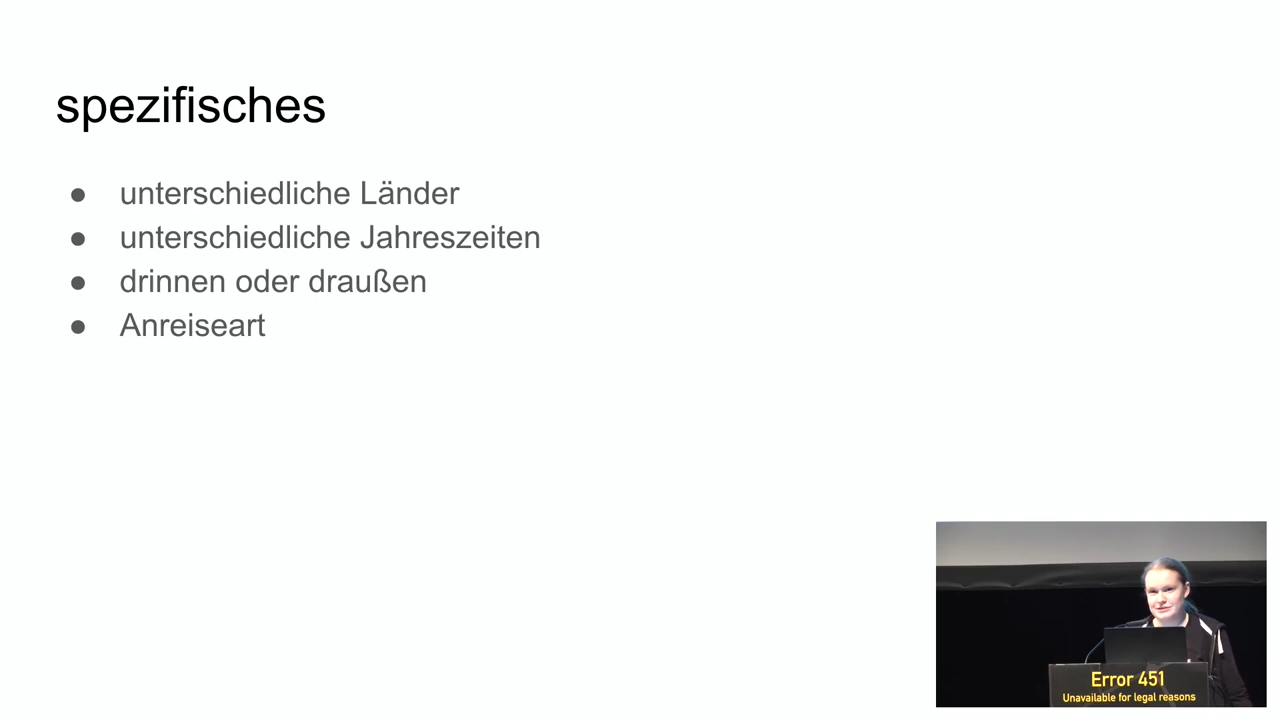 spezifisches
● unterschiedliche Länder
● unterschiedliche Jahreszeiten
● drinnen oder draußen
● Anreiseart
Error 451
Unavailable for legal reasons